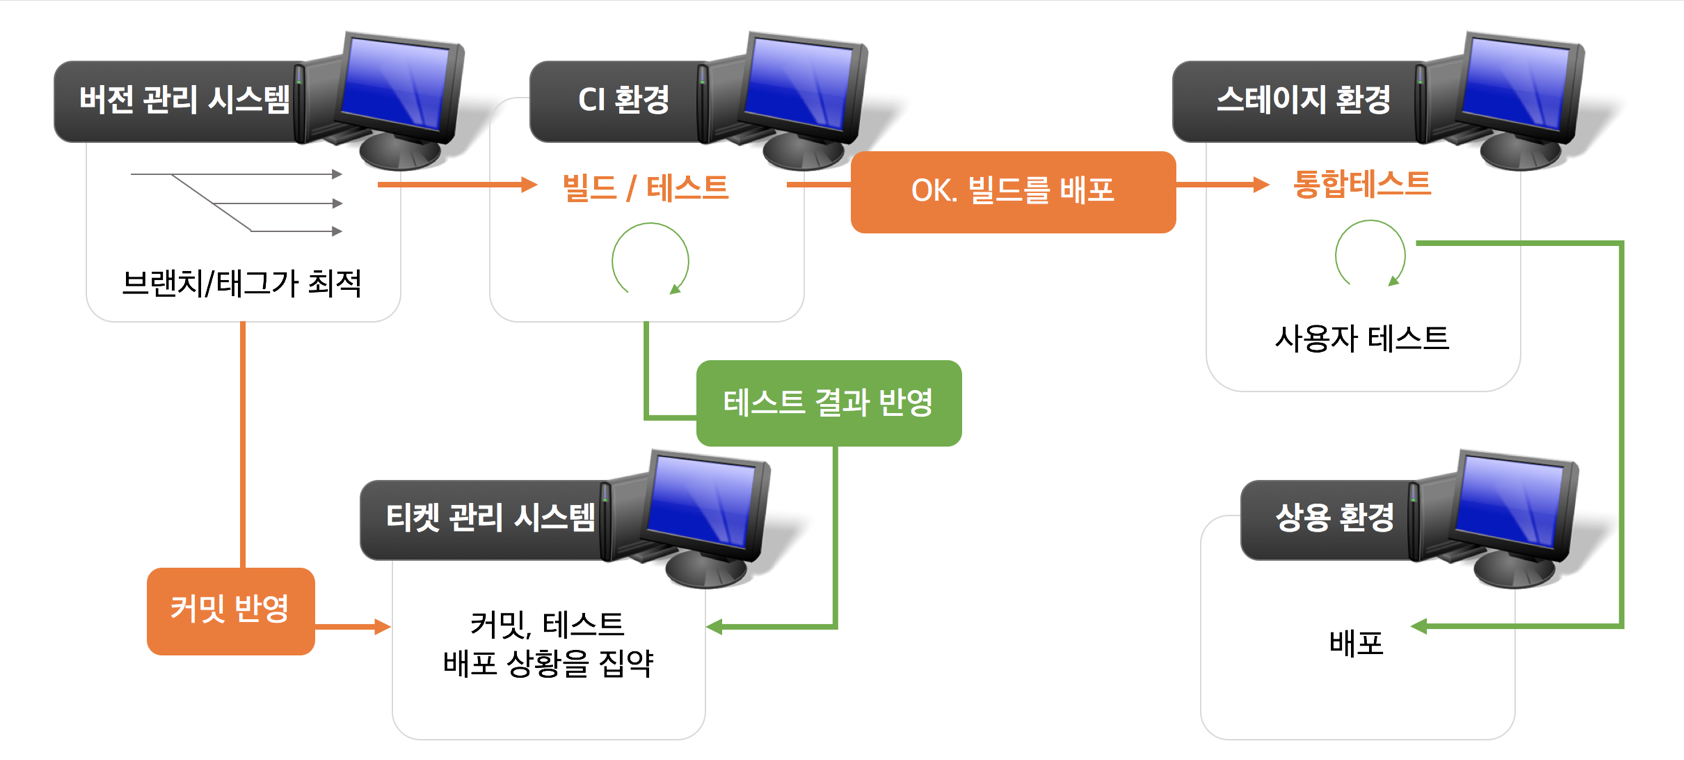 버전 관리 시스템
CI 환경
스테이지 환경
빌드 / 테스트
OK. 빌드를 배포
통합테스트
브랜치/태그가 최적
사용자 테스트
테스트 결과 반영
티켓 관리 시스템
상용 환경
커밋 반영
커밋, 테스트
배포 상황을 집약
배포